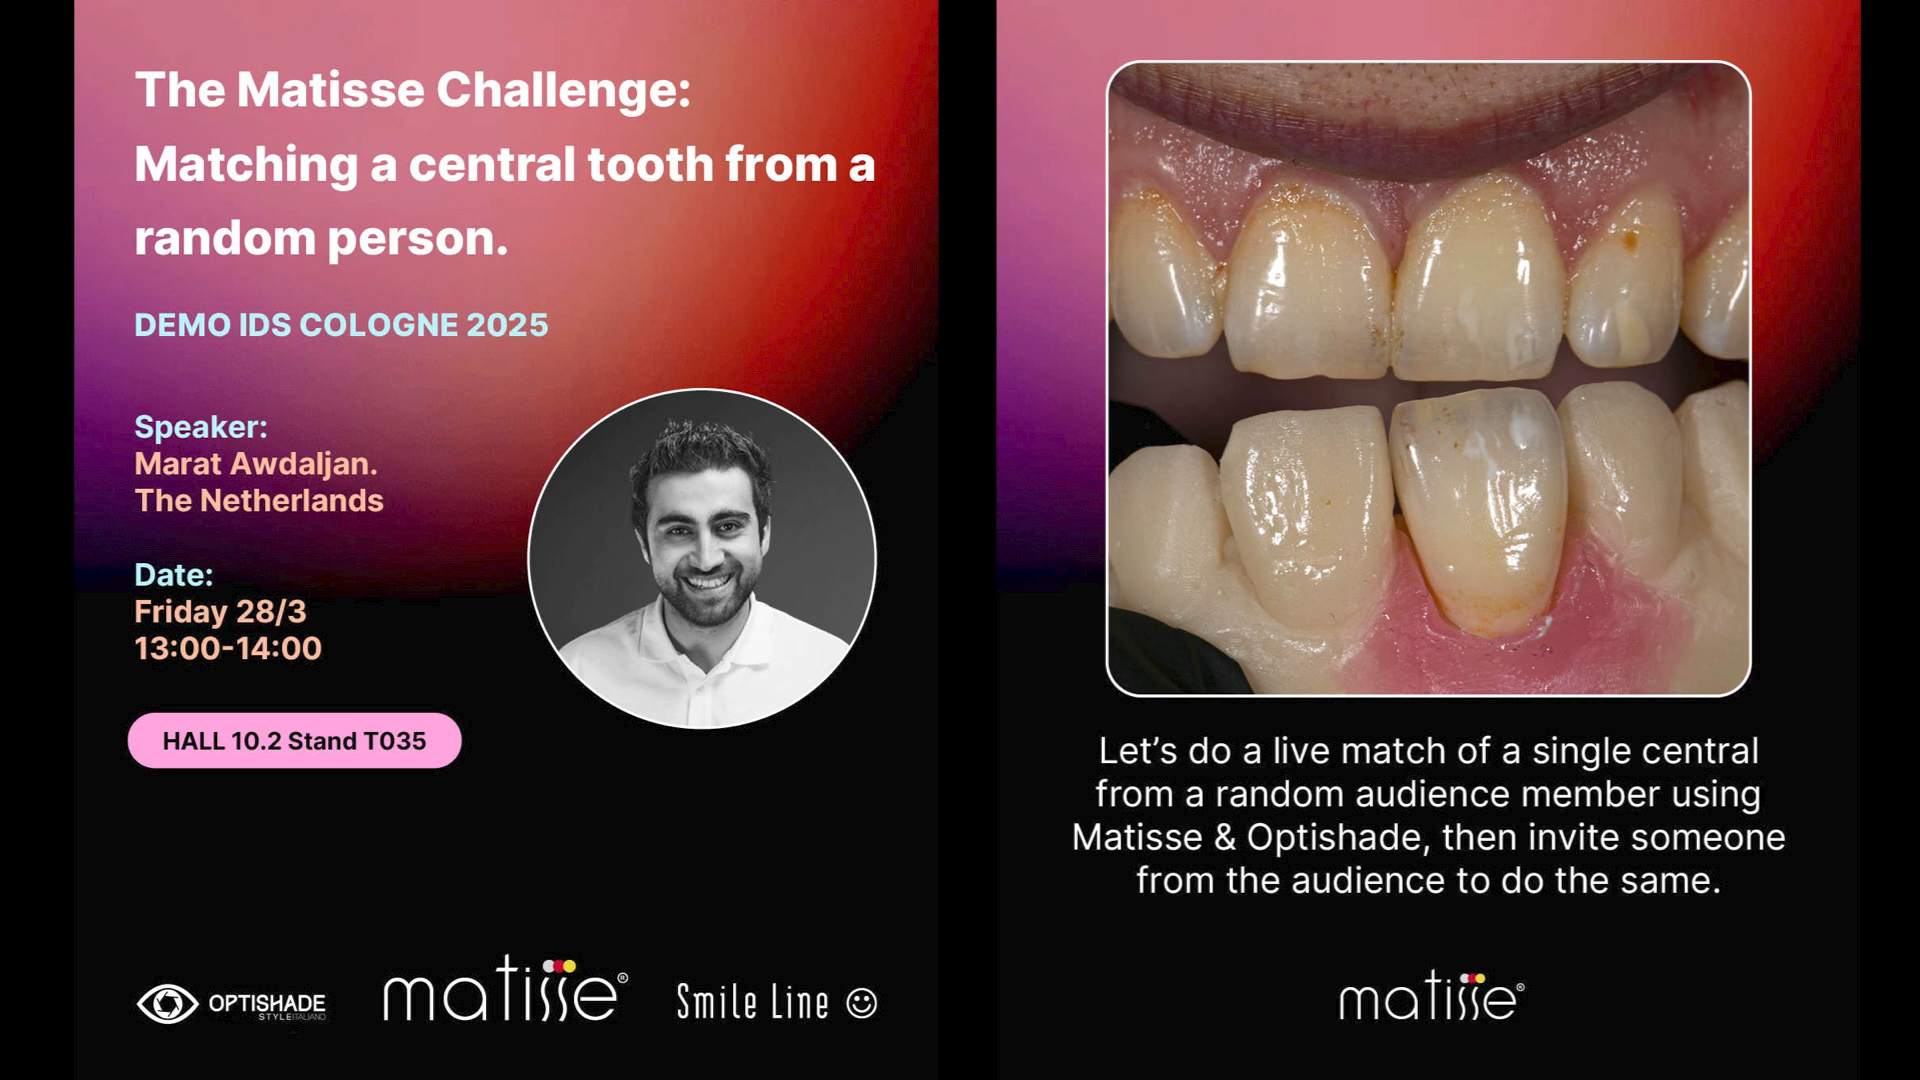 The Matisse Challenge:
Matching a central tooth from a
random person.
DEMO IDS COLOGNE 2025
Speaker:
Marat Awdaljan.
The Netherlands
Date:
Friday 28/3
13:00-14:00
HALL 10.2 Stand T035
OPTISHADE
STYLEITALIANO
matisse®
Smile Line
Let’s do a live match of a single central
from a random audience member using
Matisse & Optishade, then invite someone
from the audience to do the same.
matisse®